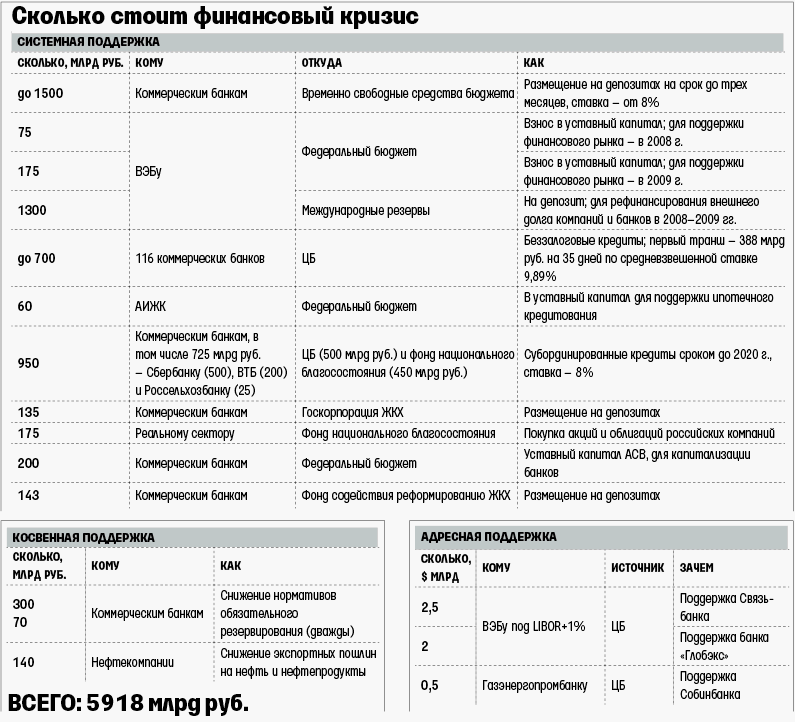 Сколько стоит финансовый кризис
СИСТЕМНАЯ ПОДДЕРЖКА
СКОЛЬКО, МЛРД РУБ. КОМУ ОТКУДА КАК
до 1500 Коммерческим банкам Временно свободные средства бюджета Размещение на депозитах на срок до трех
месяцев, ставка – от 8%
75 Взнос в уставный капитал; для поддержки
финансового рынка – в 2008 г.
Федеральный бюджет
175 ВЭБу Взнос в уставный капитал; для поддержки
финансового рынка – в 2009 г.
1300 Международные резервы На депозит; для рефинансирования внешнего
долга компаний и банков в 2008–2009 гг.
до 700 116 коммерческих банков ЦБ Беззалоговые кредиты; первый транш – 388 млрд
руб. на 35 дней по средневзвешенной ставке
9,89%
60 АИЖК Федеральный бюджет В уставный капитал для поддержки ипотечного
кредитования
950 Коммерческим банкам, в
том числе 725 млрд руб.
– Сбербанку (500), ВТБ (200)
и Россельхозбанку (25)
ЦБ (500 млрд руб.) и фонд национального
благосостояния (450 млрд руб.)
Субординированные кредиты сроком до 2020 г.,
ставка – 8%
135 Коммерческим банкам Госкорпорация ЖКХ Размещение на депозитах
175 Реальному сектору Фонд национального благосостояния Покупка акций и облигаций российских компаний
200 Коммерческим банкам Федеральный бюджет Уставный капитал АСВ, для капитализации
банков
143 Коммерческим банкам Фонд содействия реформированию ЖКХ Размещение на депозитах
КОСВЕННАЯ ПОДДЕРЖКА
СКОЛЬКО,
МЛРД РУБ.
КОМУ КАК
300
70
Коммерческим банкам
Снижение нормативов
обязательного
резервирования (дважды)
140 Нефтекомпании Снижение экспортных пошлин
на нефть и нефтепродукты
ВСЕГО: 5918 млрд руб.
АДРЕСНАЯ ПОДДЕРЖКА
СКОЛЬКО,
$ МЛРД
КОМУ ИСТОЧНИК ЗАЧЕМ
2,5 Поддержка Связь-
банка
ВЭБу под LIBOR+1% ЦБ
2 Поддержка банка
«Глобэкс»
0,5 Газэнергопромбанку ЦБ Поддержка
Собинбанка